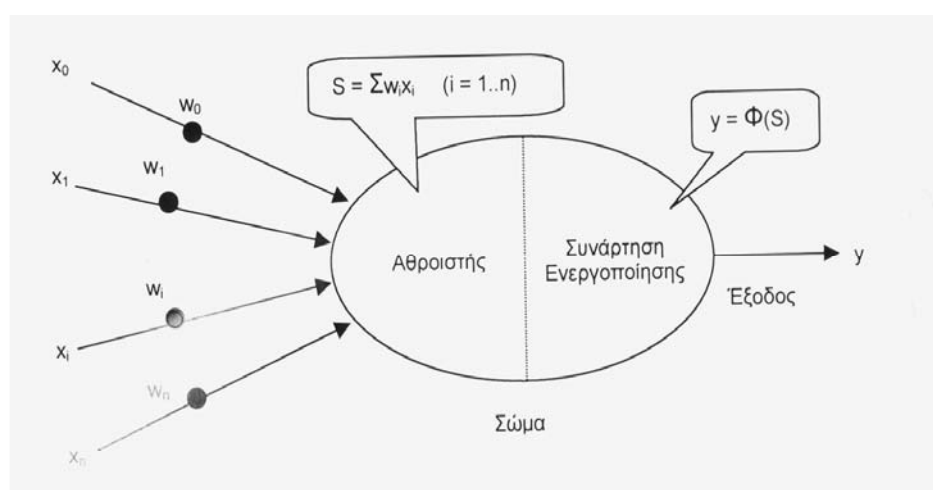 x₀
w₀
S = Σwᵢxᵢ (i = 1..n)
y = Φ(S)
x₁
w₁
Αθροιστής
Συνάρτηση
Ενεργοποίησης
y
Έξοδος
wᵢ
xᵢ
wₙ
xₙ
Σώμα